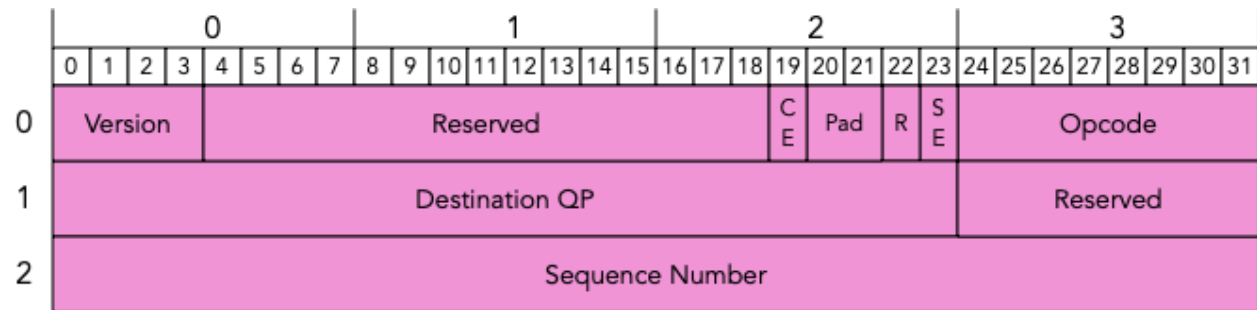 0 1 2 3
0 1 2 3 4 5 6 7 8 9 10 11 12 13 14 15 16 17 18 19 20 21 22 23 24 25 26 27 28 29 30 31
0 Version Reserved CE Pad R SE Opcode
1 Destination QP Reserved
2 Sequence Number